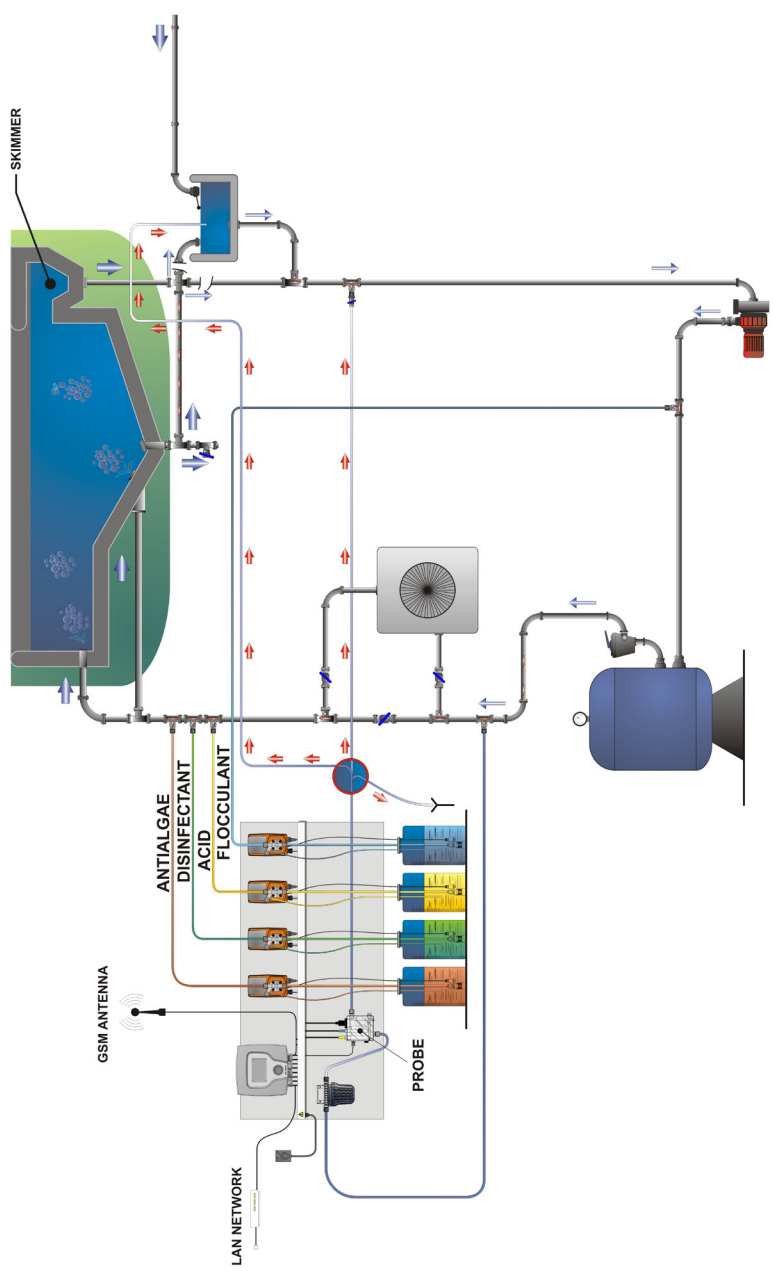 SKIMMER
ANTIALGAE
DISINFECTANT
ACID
FLOCCULANT
GSM ANTENNA
PROBE
LAN NETWORK